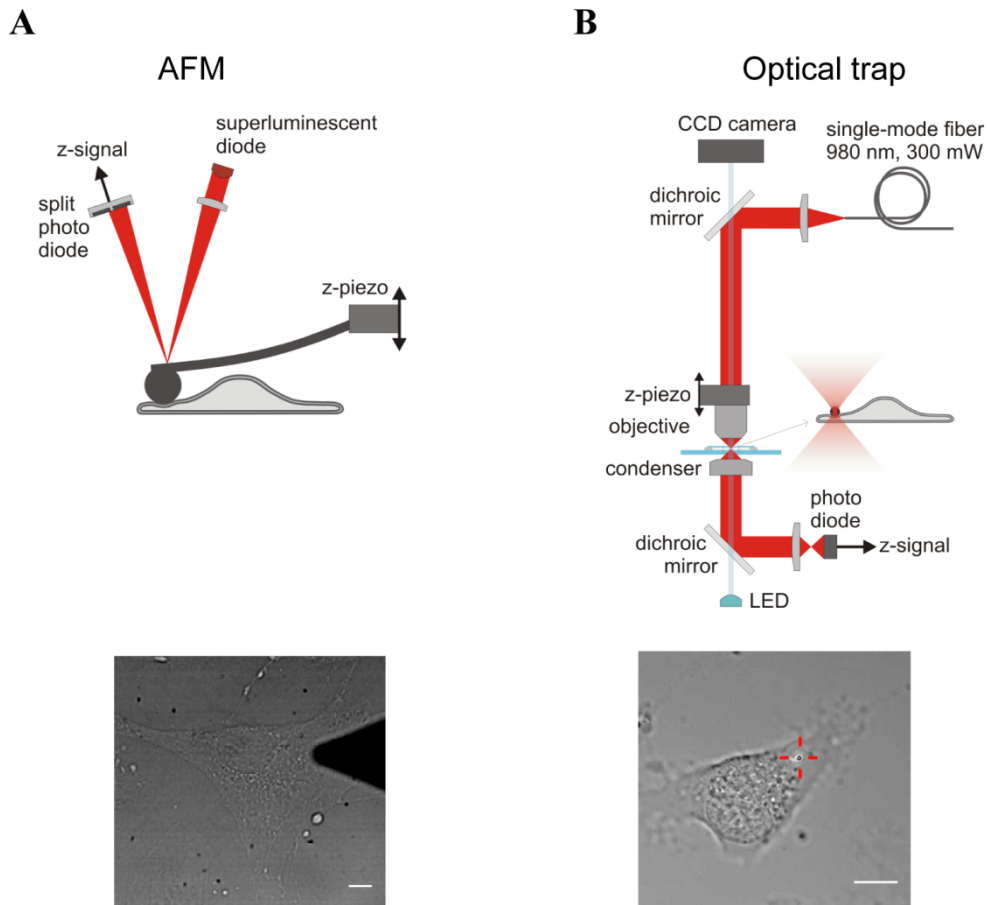 A
AFM
superluminescent
diode
z-signal
split
photo
diode
z-piezo
B
Optical trap
CCD camera
single-mode fiber
980 nm, 300 mW
dichroic
mirror
z-piezo
objective
condenser
photo
diode
dichroic
mirror
z-signal
LED